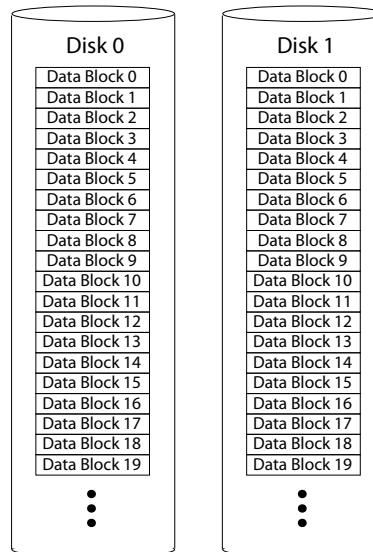 Disk 0
Data Block 0
Data Block 1
Data Block 2
Data Block 3
Data Block 4
Data Block 5
Data Block 6
Data Block 7
Data Block 8
Data Block 9
Data Block 10
Data Block 11
Data Block 12
Data Block 13
Data Block 14
Data Block 15
Data Block 16
Data Block 17
Data Block 18
Data Block 19
Disk 1
Data Block 0
Data Block 1
Data Block 2
Data Block 3
Data Block 4
Data Block 5
Data Block 6
Data Block 7
Data Block 8
Data Block 9
Data Block 10
Data Block 11
Data Block 12
Data Block 13
Data Block 14
Data Block 15
Data Block 16
Data Block 17
Data Block 18
Data Block 19